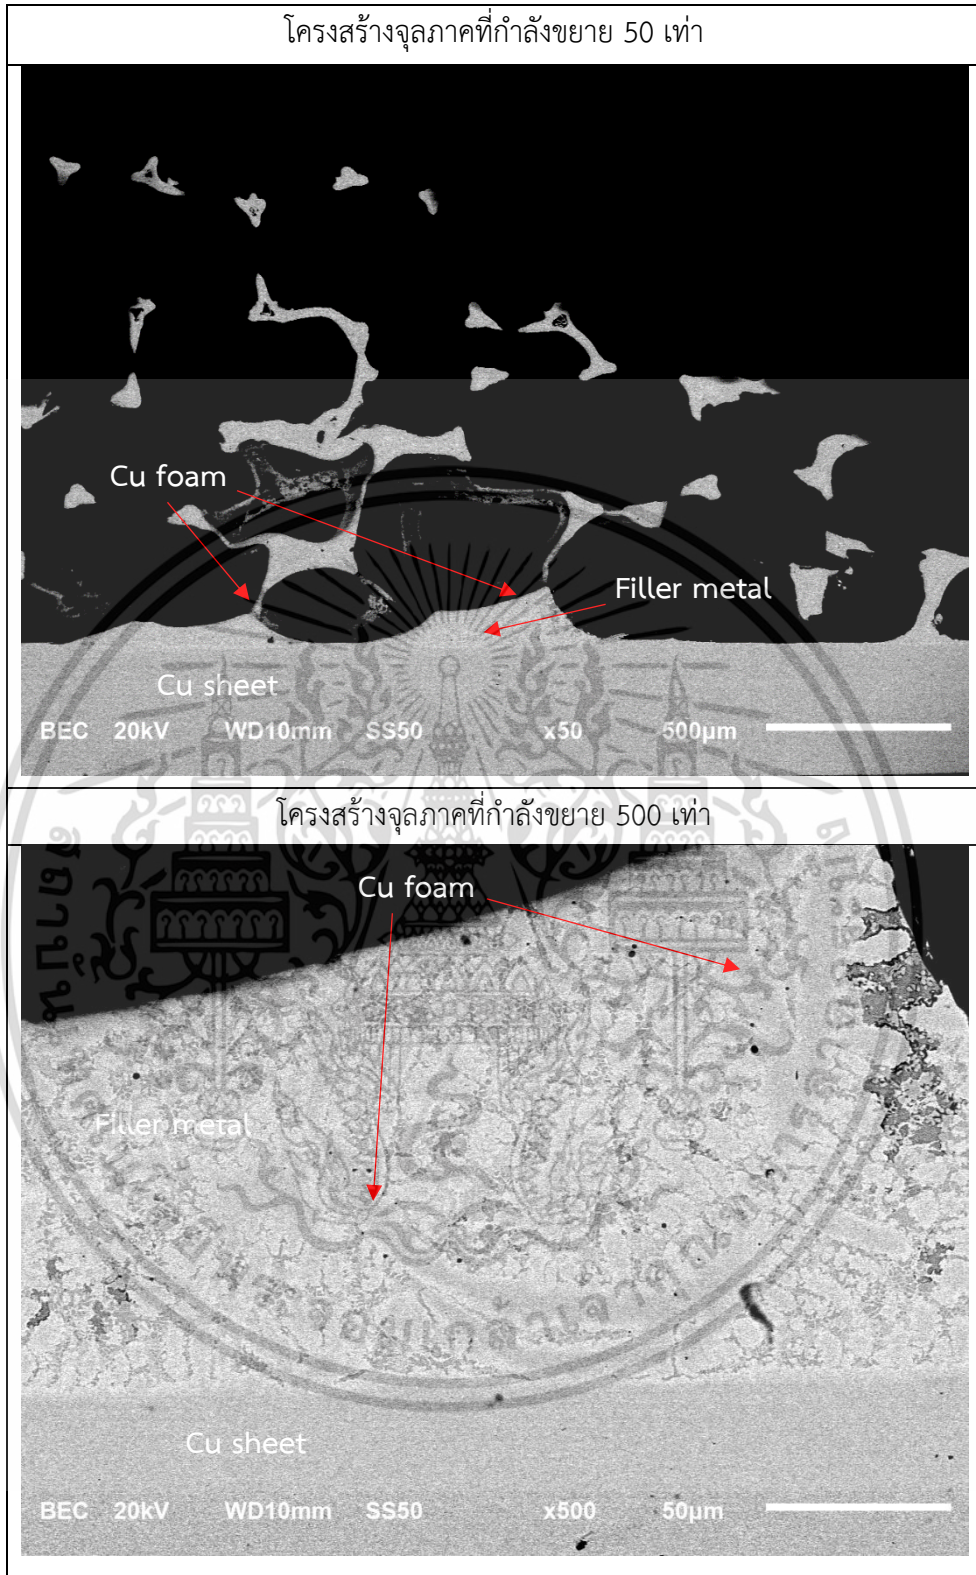 โครงสร้างจุลภาคที่กำลังขยาย 50 เท่า
Cu foam
Filler metal
Cu sheet
BEC 20kV WD10mm SS50 x50 500µm
โครงสร้างจุลภาคที่กำลังขยาย 500 เท่า
Cu foam
Filler metal
Cu sheet
BEC 20kV WD10mm SS50 x500 50µm